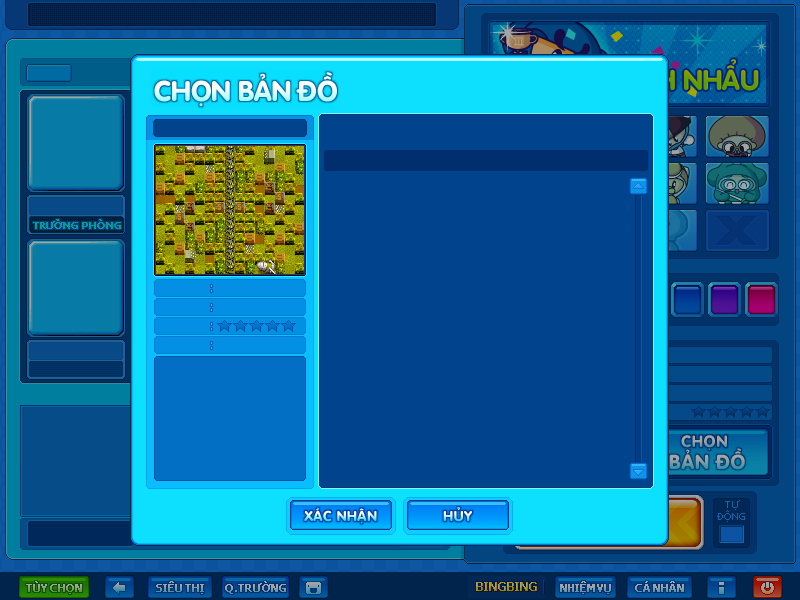 NHẨU
CHỌN BẢN ĐỒ
TRƯỞNG PHÒNG
:
:
:
:
CHỌN
BẢN ĐỒ
XÁC NHẬN
HỦY
TỰ
ĐỘNG
TÙY CHỌN
SIÊU THỊ
Q.TRƯỜNG
BINGBING
NHIỆM VỤ
CÁ NHÂN
i